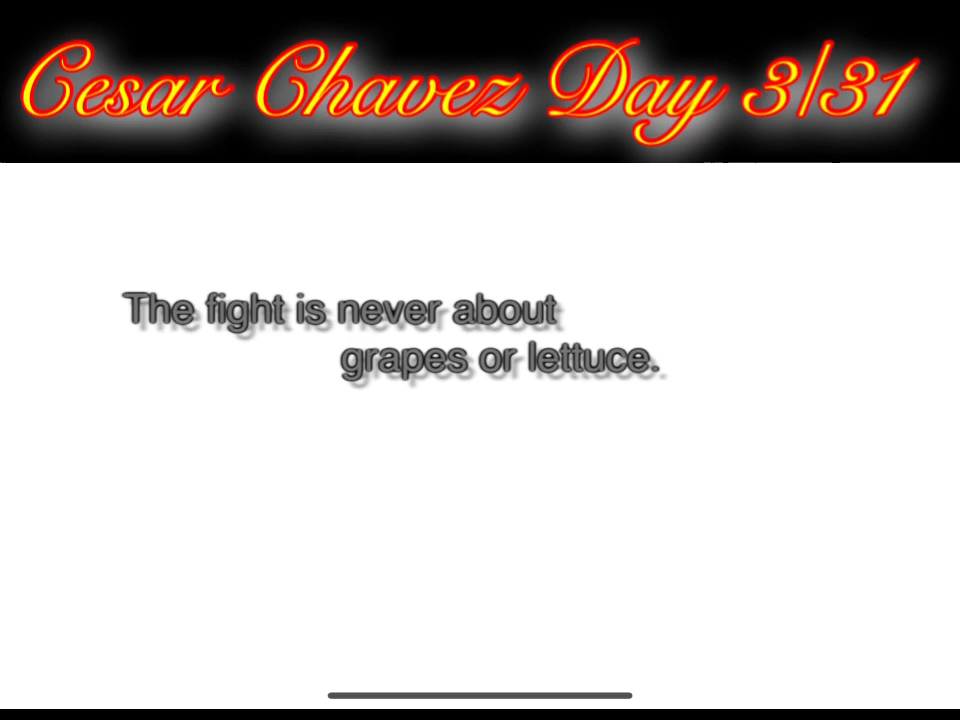 Cesar Chavez Day 3/31
The fight is never about
grapes or lettuce.